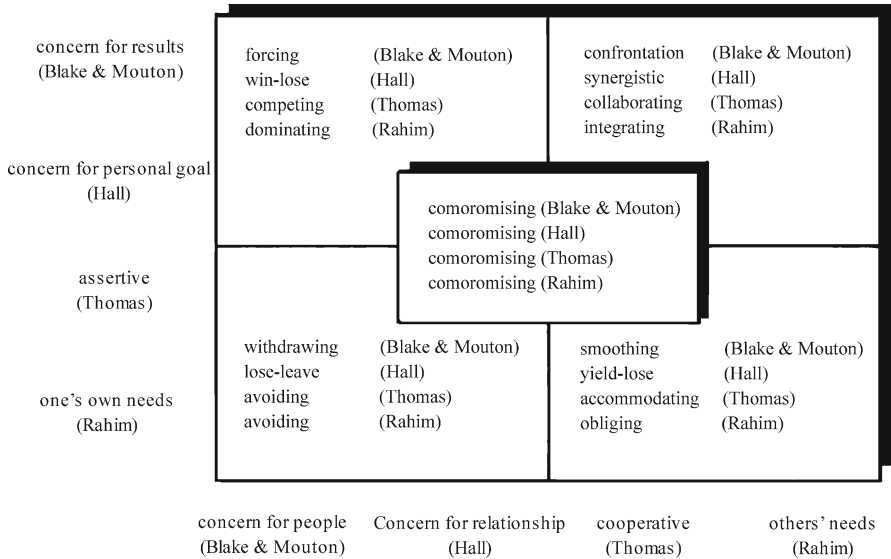 concern for results
(Blake & Mouton)
concern for personal goal
(Hall)
assertive
(Thomas)
one's own needs
(Rahim)
forcing (Blake & Mouton)
win-lose (Hall)
competing (Thomas)
dominating (Rahim)
confrontation (Blake & Mouton)
synergistic (Hall)
collaborating (Thomas)
integrating (Rahim)
comoromising (Blake & Mouton)
comoromising (Hall)
comoromising (Thomas)
comoromising (Rahim)
withdrawing (Blake & Mouton)
lose-leave (Hall)
avoiding (Thomas)
avoiding (Rahim)
smoothing (Blake & Mouton)
yield-lose (Hall)
accommodating (Thomas)
obliging (Rahim)
concern for people
(Blake & Mouton)
Concern for relationship
(Hall)
cooperative
(Thomas)
others' needs
(Rahim)